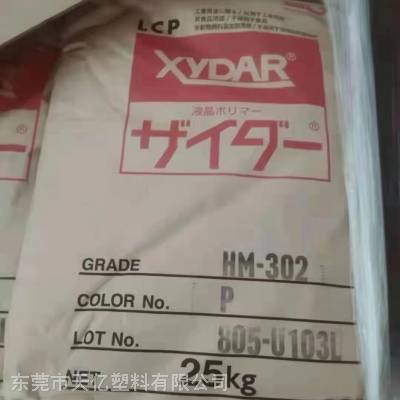 LCP
XYDAR®
液晶ポリマー
ザイダー®
GRADE HM-302
COLOR No. P
LOT No. 805-U103L
NET 25kg
东莞市天亿塑料有限公司